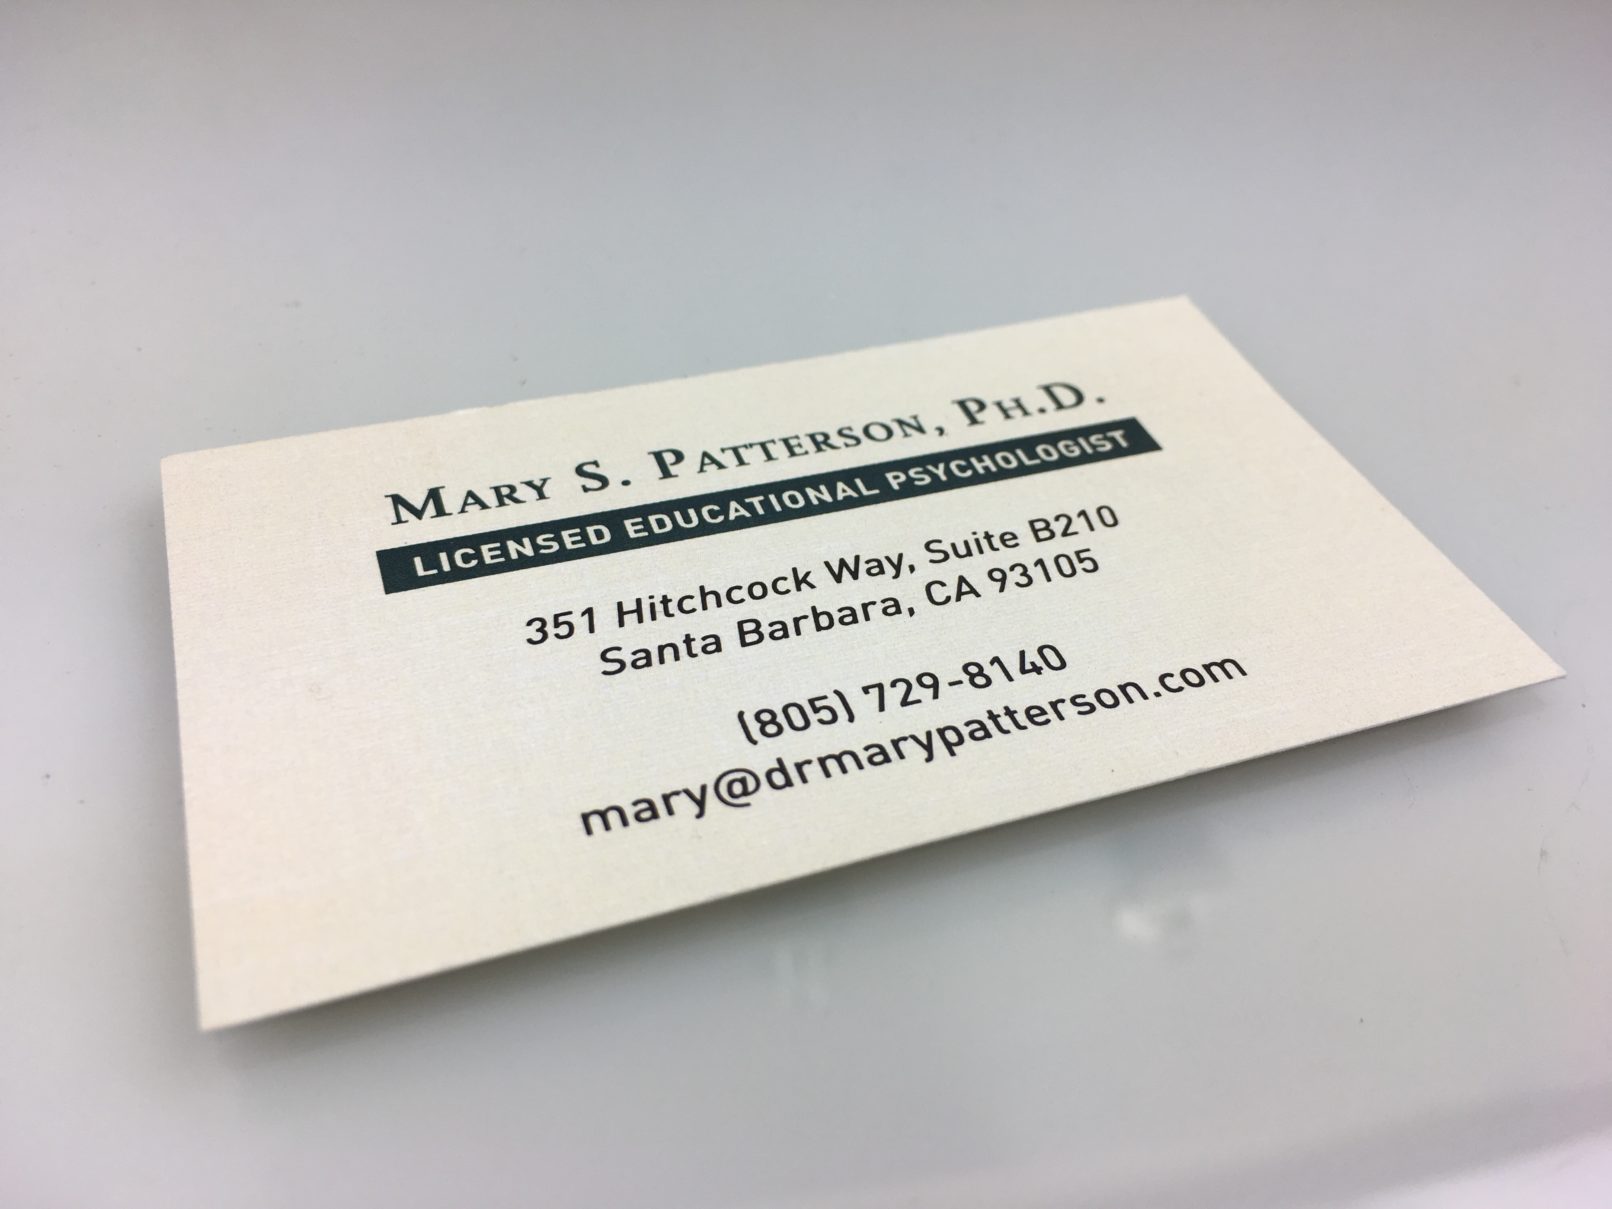 Mary S. Patterson, Ph.D.
LICENSED EDUCATIONAL PSYCHOLOGIST
351 Hitchcock Way, Suite B210
Santa Barbara, CA 93105
(805) 729-8140
mary@drmarypatterson.com